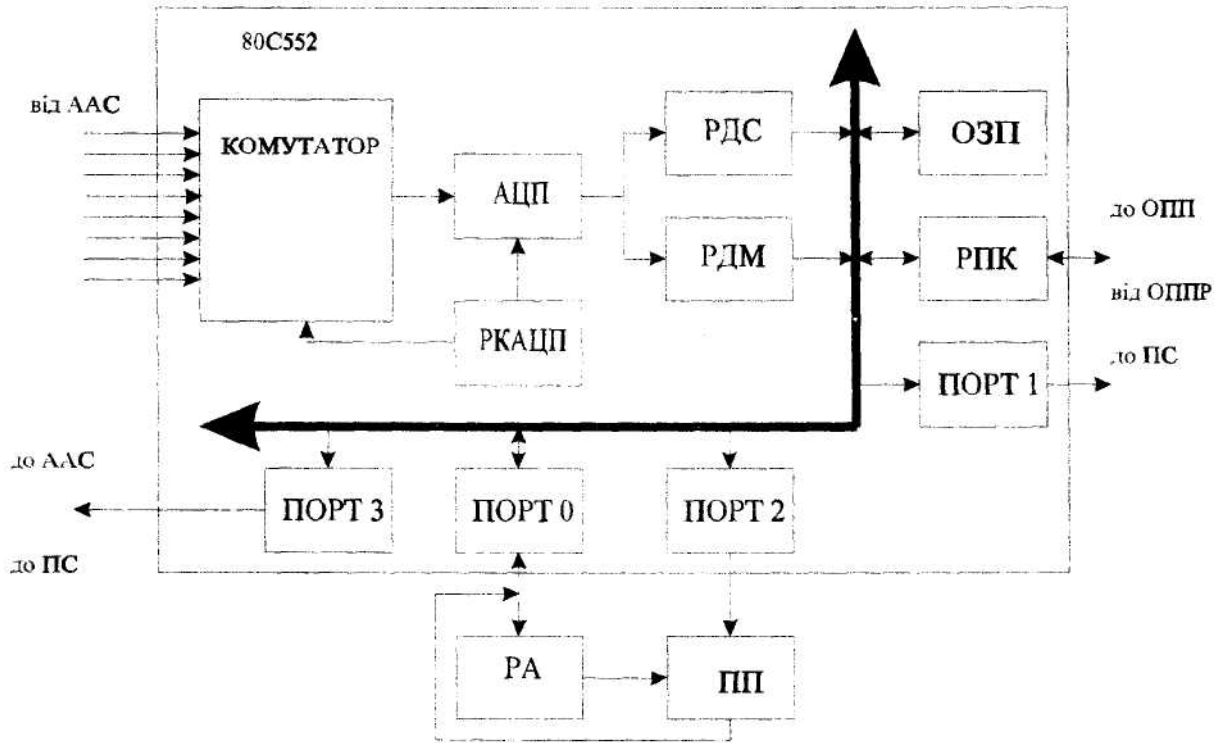 80С552
від ААС
КОМУТАТОР
РДС
ОЗП
АЦП
до ОПП
РДМ
РПК
від ОППР
РКАЦП
до ПС
ПОРТ 1
до ААС
ПОРТ 3
ПОРТ 0
ПОРТ 2
до ПС
РА
ПП